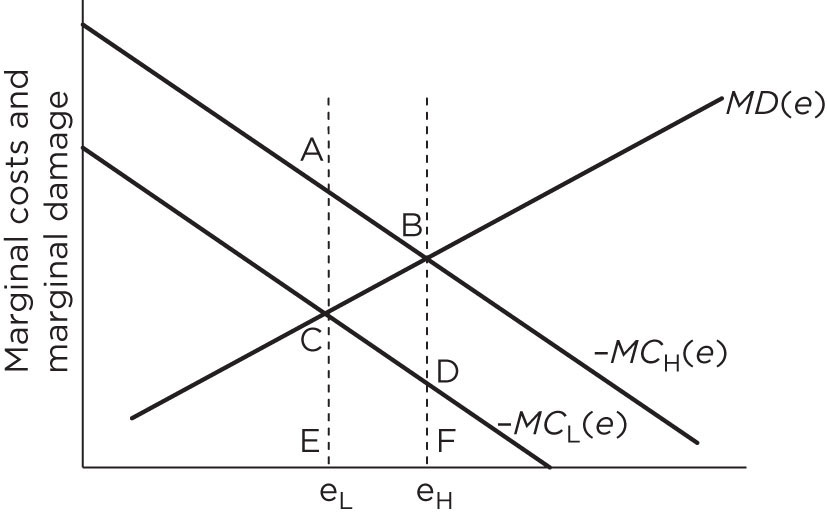 Marginal costs and
marginal damage
MD(e)
A
B
C
D
–MC_H(e)
–MC_L(e)
E
F
e_L
e_H